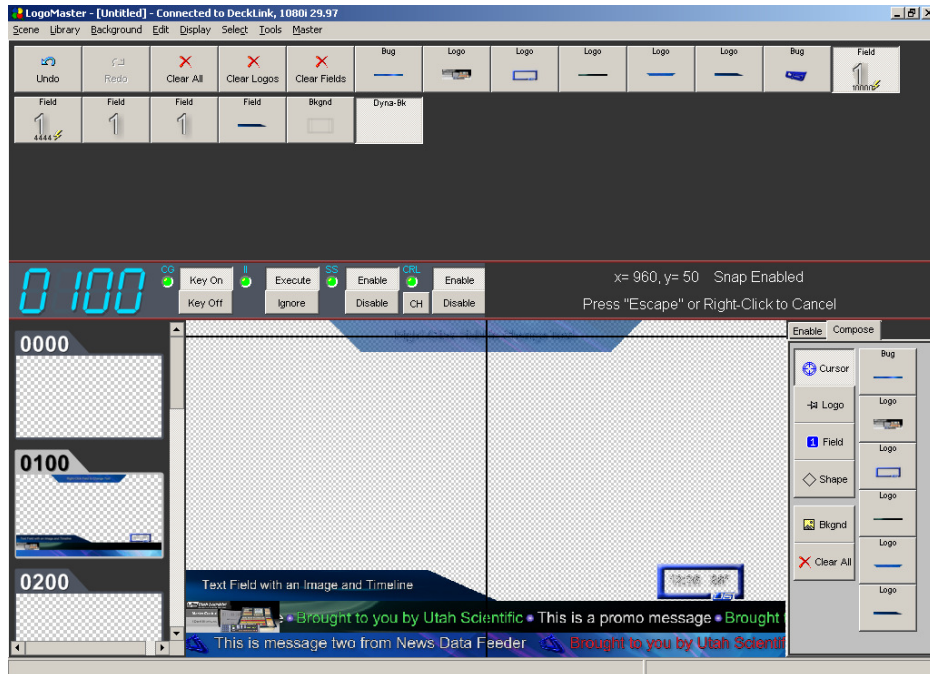 LogoMaster - [Untitled] - Connected to DeckLink, 1080i 29.97
Scene Library Background Edit Display Select Tools Master
Undo Redo Clear All Clear Logos Clear Fields Bug Logo Logo Logo Logo Logo Bug Field
Field Field Field Field Bkgnd Dyna-Bk
4444
0100 CG Key On II Execute SS Enable CRL Enable
Key Off Ignore Disable CH Disable
x= 960, y= 50 Snap Enabled
Press "Escape" or Right-Click to Cancel
0000
0100
0200
Text Field with an Image and Timeline
Brought to you by Utah Scientific • This is a promo message • Brought
This is message two from News Data Feeder Brought to you by Utah Scientifi
Enable Compose
Cursor
Logo
1 Field
Shape
Bkgnd
Clear All
Bug
Logo
Logo
Logo
Logo
Logo